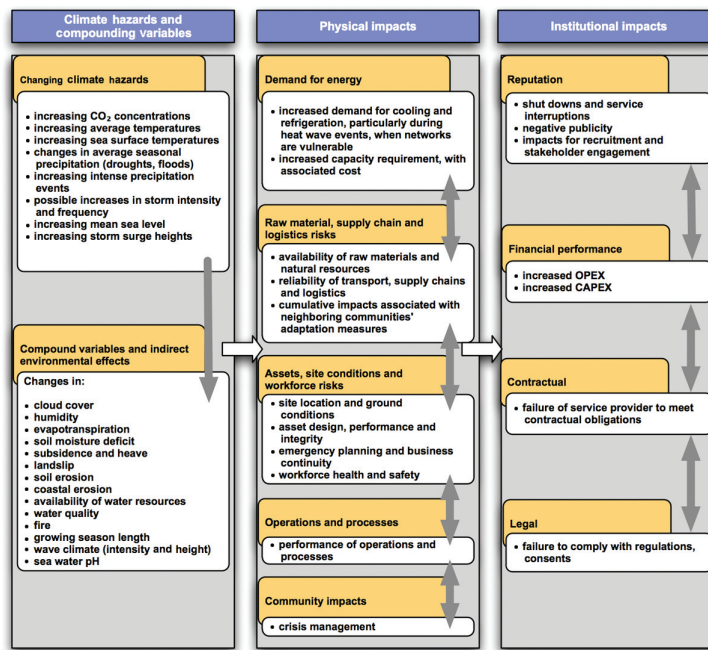 Climate hazards and
compounding variables
Changing climate hazards
• increasing CO₂ concentrations
• increasing average temperatures
• increasing sea surface temperatures
• changes in average seasonal
precipitation (droughts, floods)
• increasing intense precipitation
events
• possible increases in storm intensity
and frequency
• increasing mean sea level
• increasing storm surge heights
Compound variables and indirect
environmental effects
Changes in:
• cloud cover
• humidity
• evapotranspiration
• soil moisture deficit
• subsidence and heave
• landslip
• soil erosion
• coastal erosion
• availability of water resources
• water quality
• fire
• growing season length
• wave climate (intensity and height)
• sea water pH
Physical impacts
Demand for energy
• increased demand for cooling and
refrigeration, particularly during
heat wave events, when networks
are vulnerable
• increased capacity requirement, with
associated cost
Raw material, supply chain and
logistics risks
• availability of raw materials and
natural resources
• reliability of transport, supply chains
and logistics
• cumulative impacts associated with
neighboring communities'
adaptation measures
Assets, site conditions and
workforce risks
• site location and ground
conditions
• asset design, performance and
integrity
• emergency planning and business
continuity
• workforce health and safety
Operations and processes
• performance of operations and
processes
Community impacts
• crisis management
Institutional impacts
Reputation
• shut downs and service
interruptions
• negative publicity
• impacts for recruitment and
stakeholder engagement
Financial performance
• increased OPEX
• increased CAPEX
Contractual
• failure of service provider to meet
contractual obligations
Legal
• failure to comply with regulations,
consents